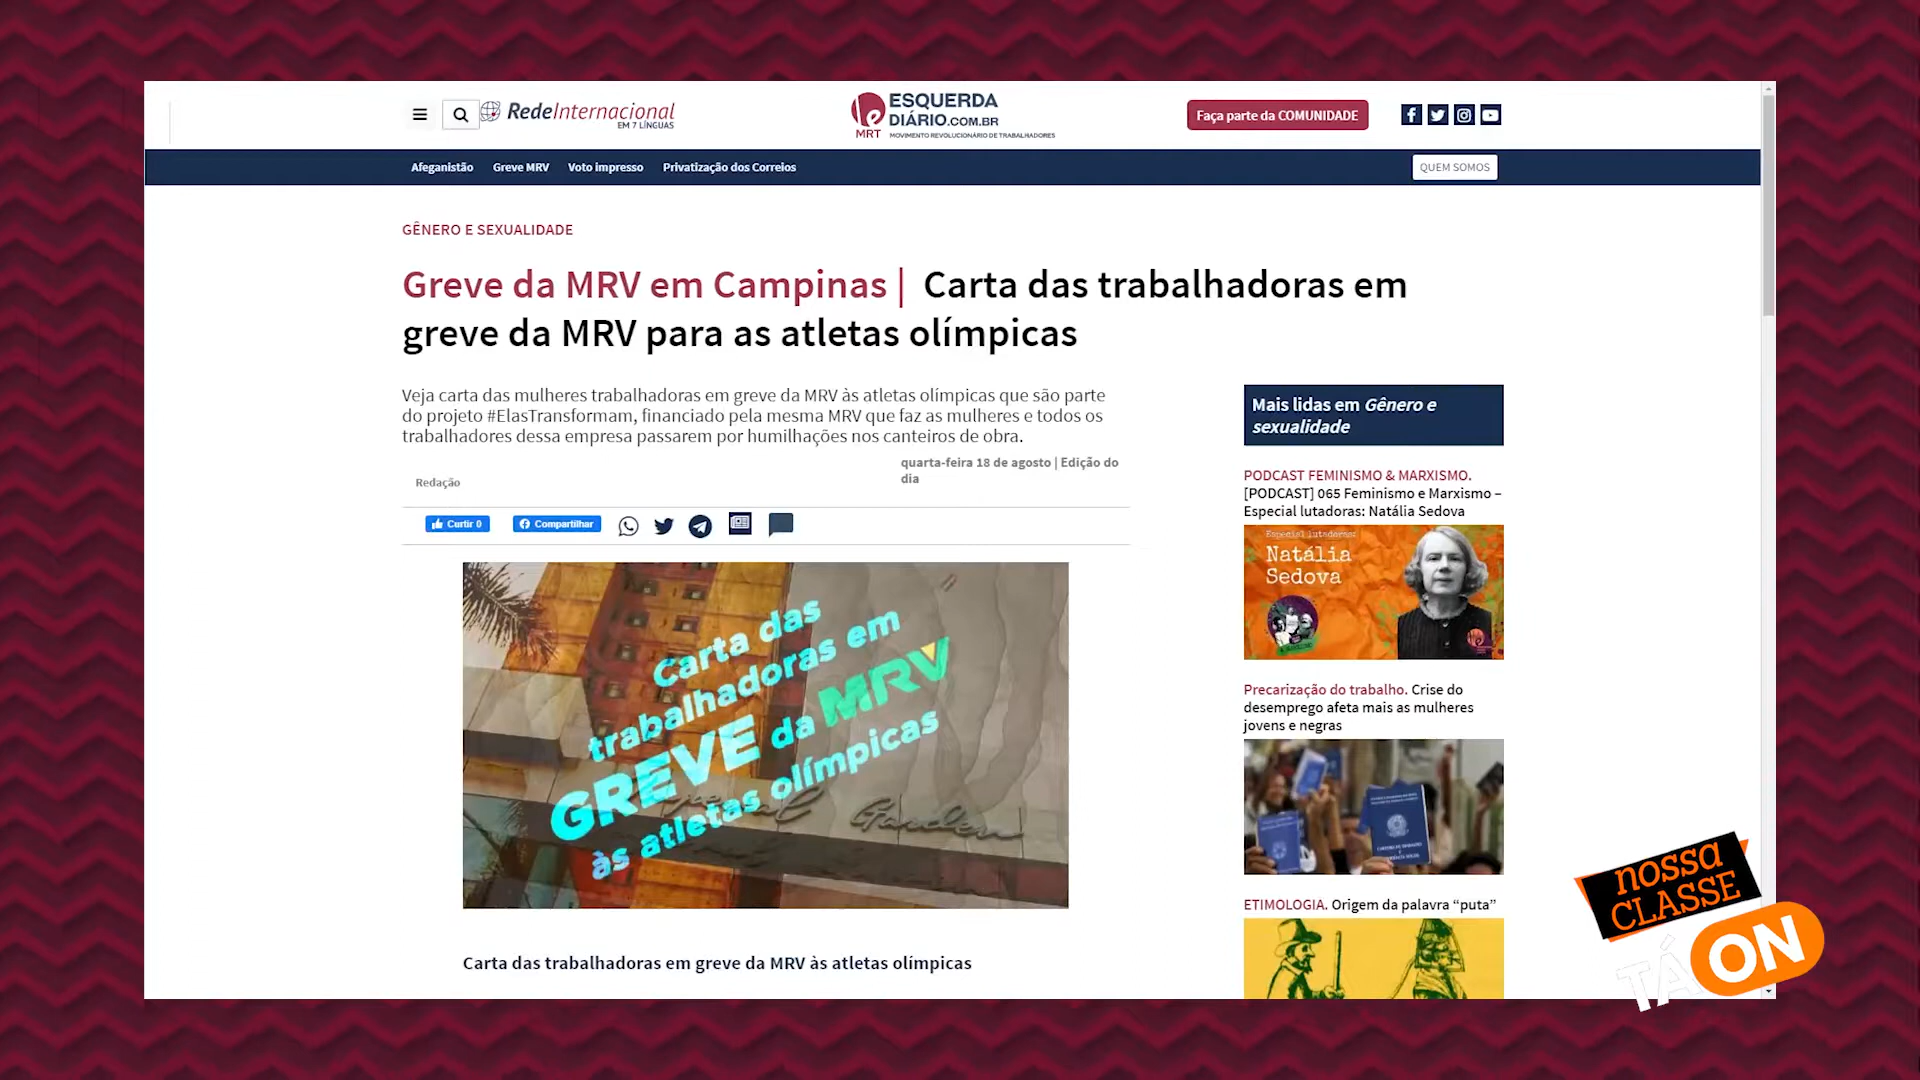 RedeInternacional
EM 7 LÍNGUAS
MRT
ESQUERDA
DIÁRIO.COM.BR
MOVIMENTO REVOLUCIONÁRIO DE TRABALHADORES
Faça parte da COMUNIDADE
Afeganistão Greve MRV Voto impresso Privatização dos Correios
QUEM SOMOS
GÊNERO E SEXUALIDADE
Greve da MRV em Campinas | Carta das trabalhadoras em
greve da MRV para as atletas olímpicas
Veja carta das mulheres trabalhadoras em greve da MRV às atletas olímpicas que são parte
do projeto #ElasTransformam, financiado pela mesma MRV que faz as mulheres e todos os
trabalhadores dessa empresa passarem por humilhações nos canteiros de obra.
Redação
quarta-feira 18 de agosto | Edição do
dia
Curtir 0
Compartilhar
Carta das
trabalhadoras em
GREVE da MRV
às atletas olímpicas
Garden
Carta das trabalhadoras em greve da MRV às atletas olímpicas
Mais lidas em Gênero e
sexualidade
PODCAST FEMINISMO & MARXISMO.
[PODCAST] 065 Feminismo e Marxismo –
Especial lutadoras: Natália Sedova
Especial lutadoras:
Natália
Sedova
Precarização do trabalho. Crise do
desemprego afeta mais as mulheres
jovens e negras
ETIMOLOGIA. Origem da palavra “puta”
nossa
CLASSE
TÁ ON